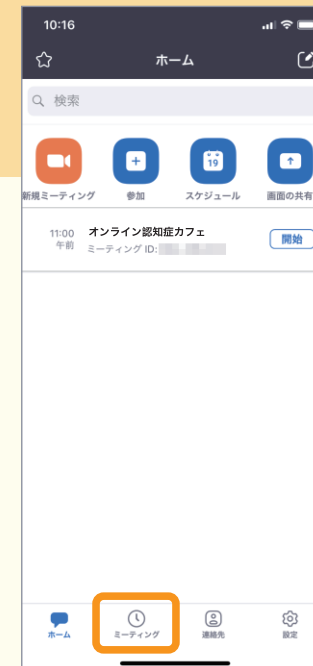 10:16
ホーム
検索
19
新規ミーティング
参加
スケジュール
画面の共有
11:00
午前
オンライン認知症カフェ
ミーティング ID:
開始
ホーム
ミーティング
連絡先
設定